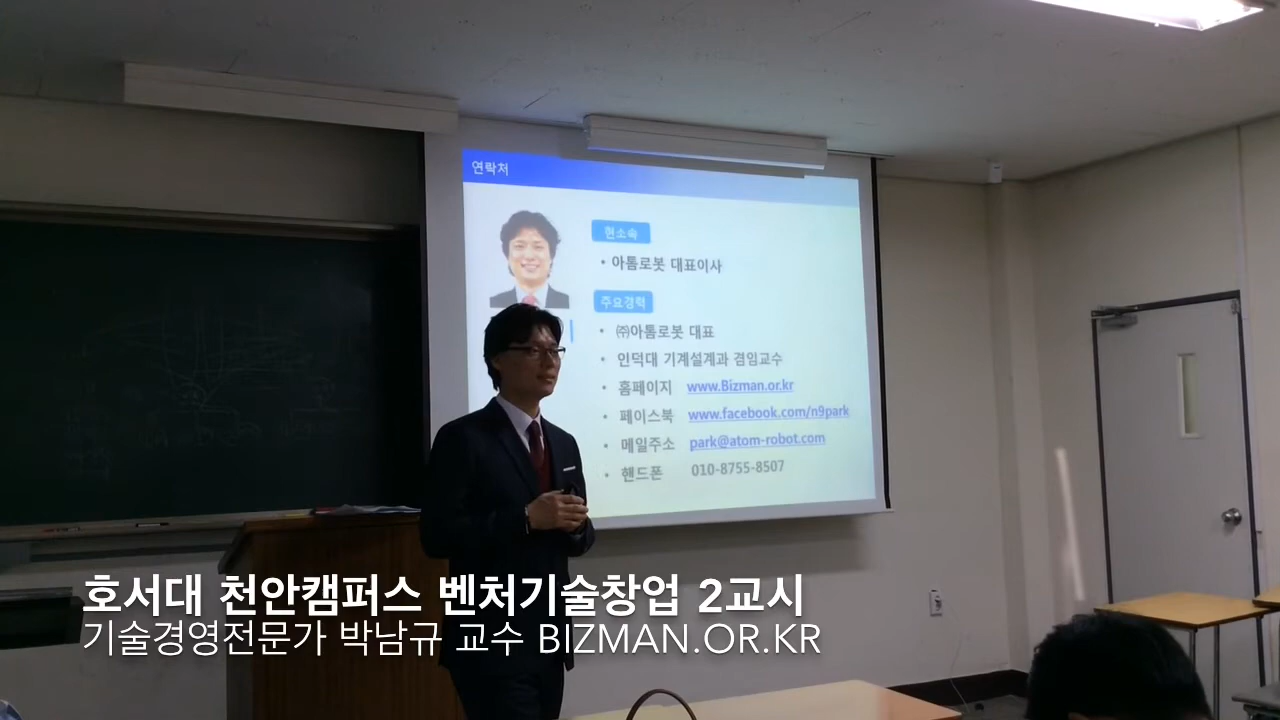 연락처
현소속
• 아톰로봇 대표이사
주요경력
• ㈜아톰로봇 대표
• 인덕대 기계설계과 겸임교수
• 홈페이지 www.Bizman.or.kr
• 페이스북 www.facebook.com/n9park
• 메일주소 park@atom-robot.com
• 핸드폰 010-8755-8507
호서대 천안캠퍼스 벤처기술창업 2교시
기술경영전문가 박남규 교수 BIZMAN.OR.KR